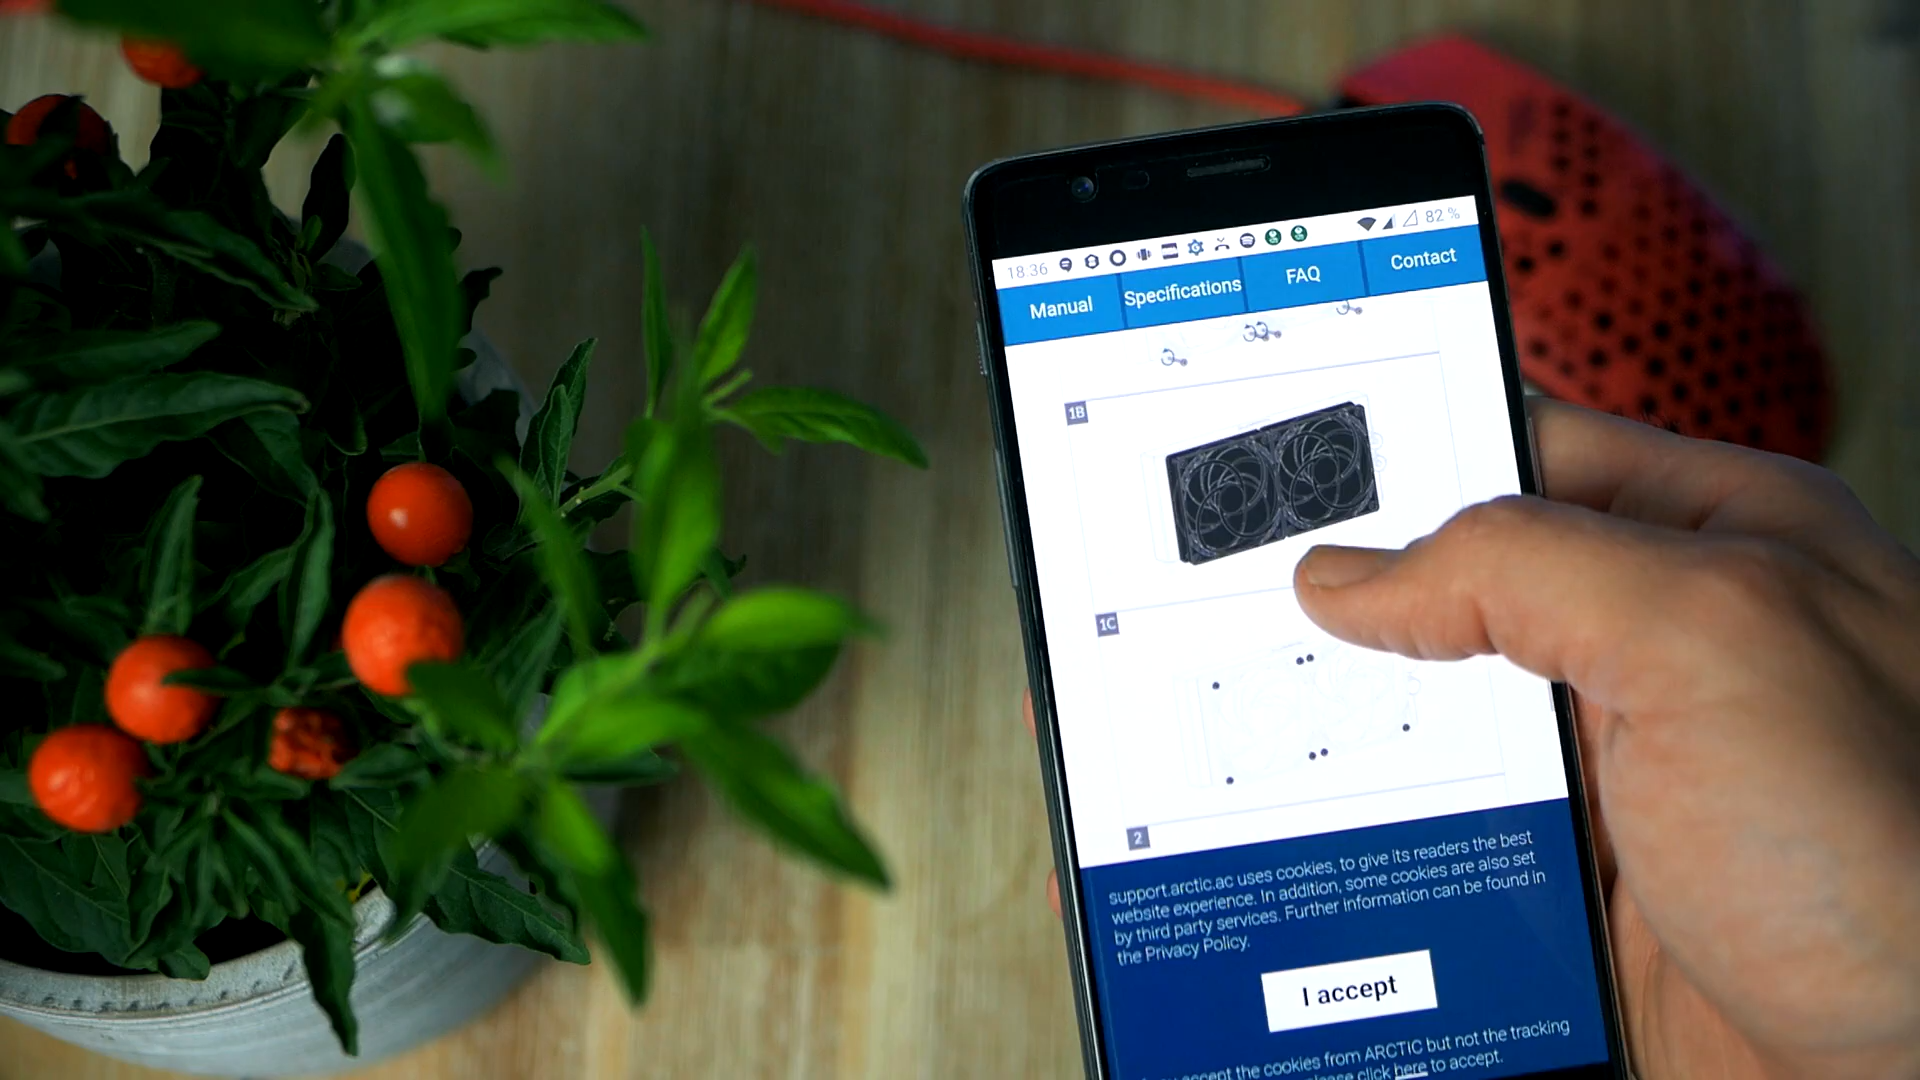 18:36
82 %
Manual
Specifications
FAQ
Contact
1B
1C
2
support.arctic.ac uses cookies, to give its readers the best
website experience. In addition, some cookies are also set
by third party services. Further information can be found in
the Privacy Policy.
I accept
accept the cookies from ARCTIC but not the tracking
click here to accept.